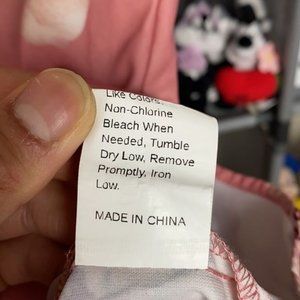 Like Colors.
Non-Chlorine
Bleach When
Needed, Tumble
Dry Low, Remove
Promptly, Iron
Low.
MADE IN CHINA